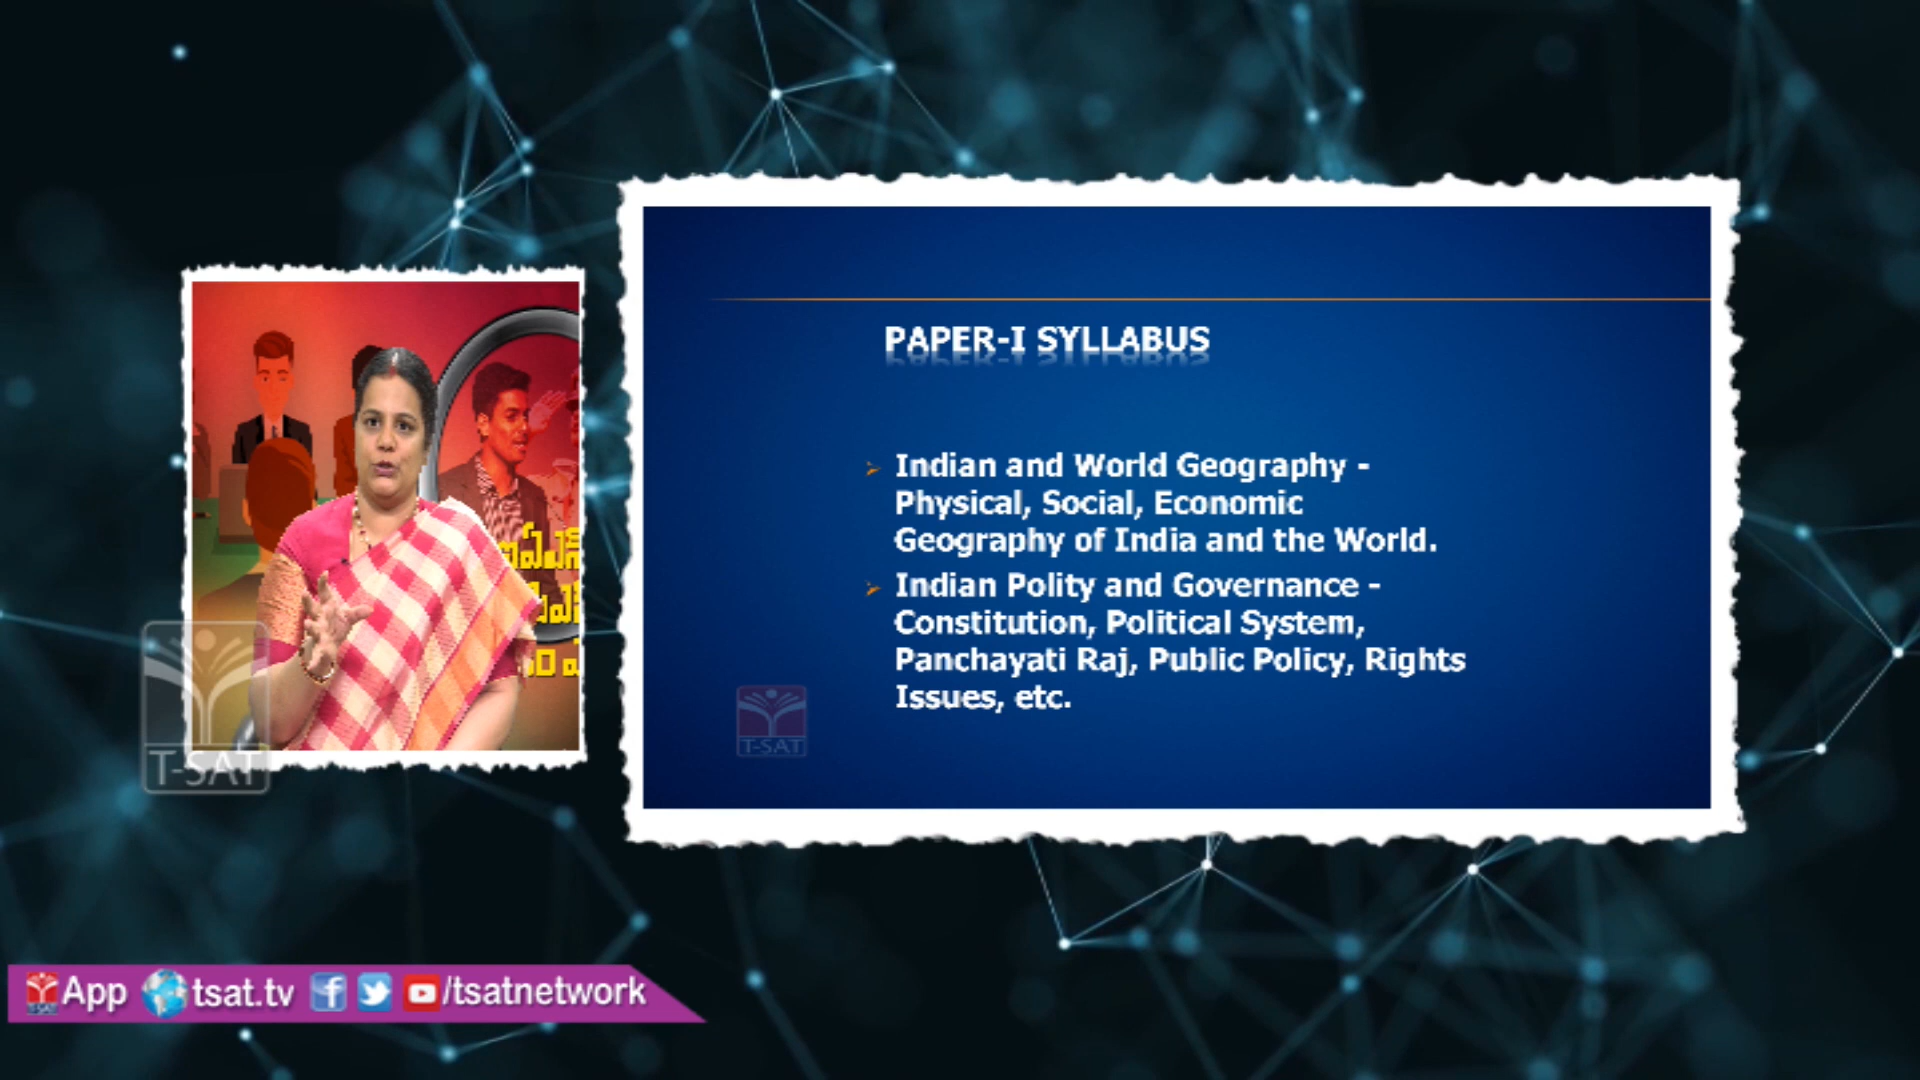 PAPER-I SYLLABUS
Indian and World Geography -
Physical, Social, Economic
Geography of India and the World.
Indian Polity and Governance -
Constitution, Political System,
Panchayati Raj, Public Policy, Rights
Issues, etc.
T-SAT
T-SAT
App tsat.tv /tsatnetwork